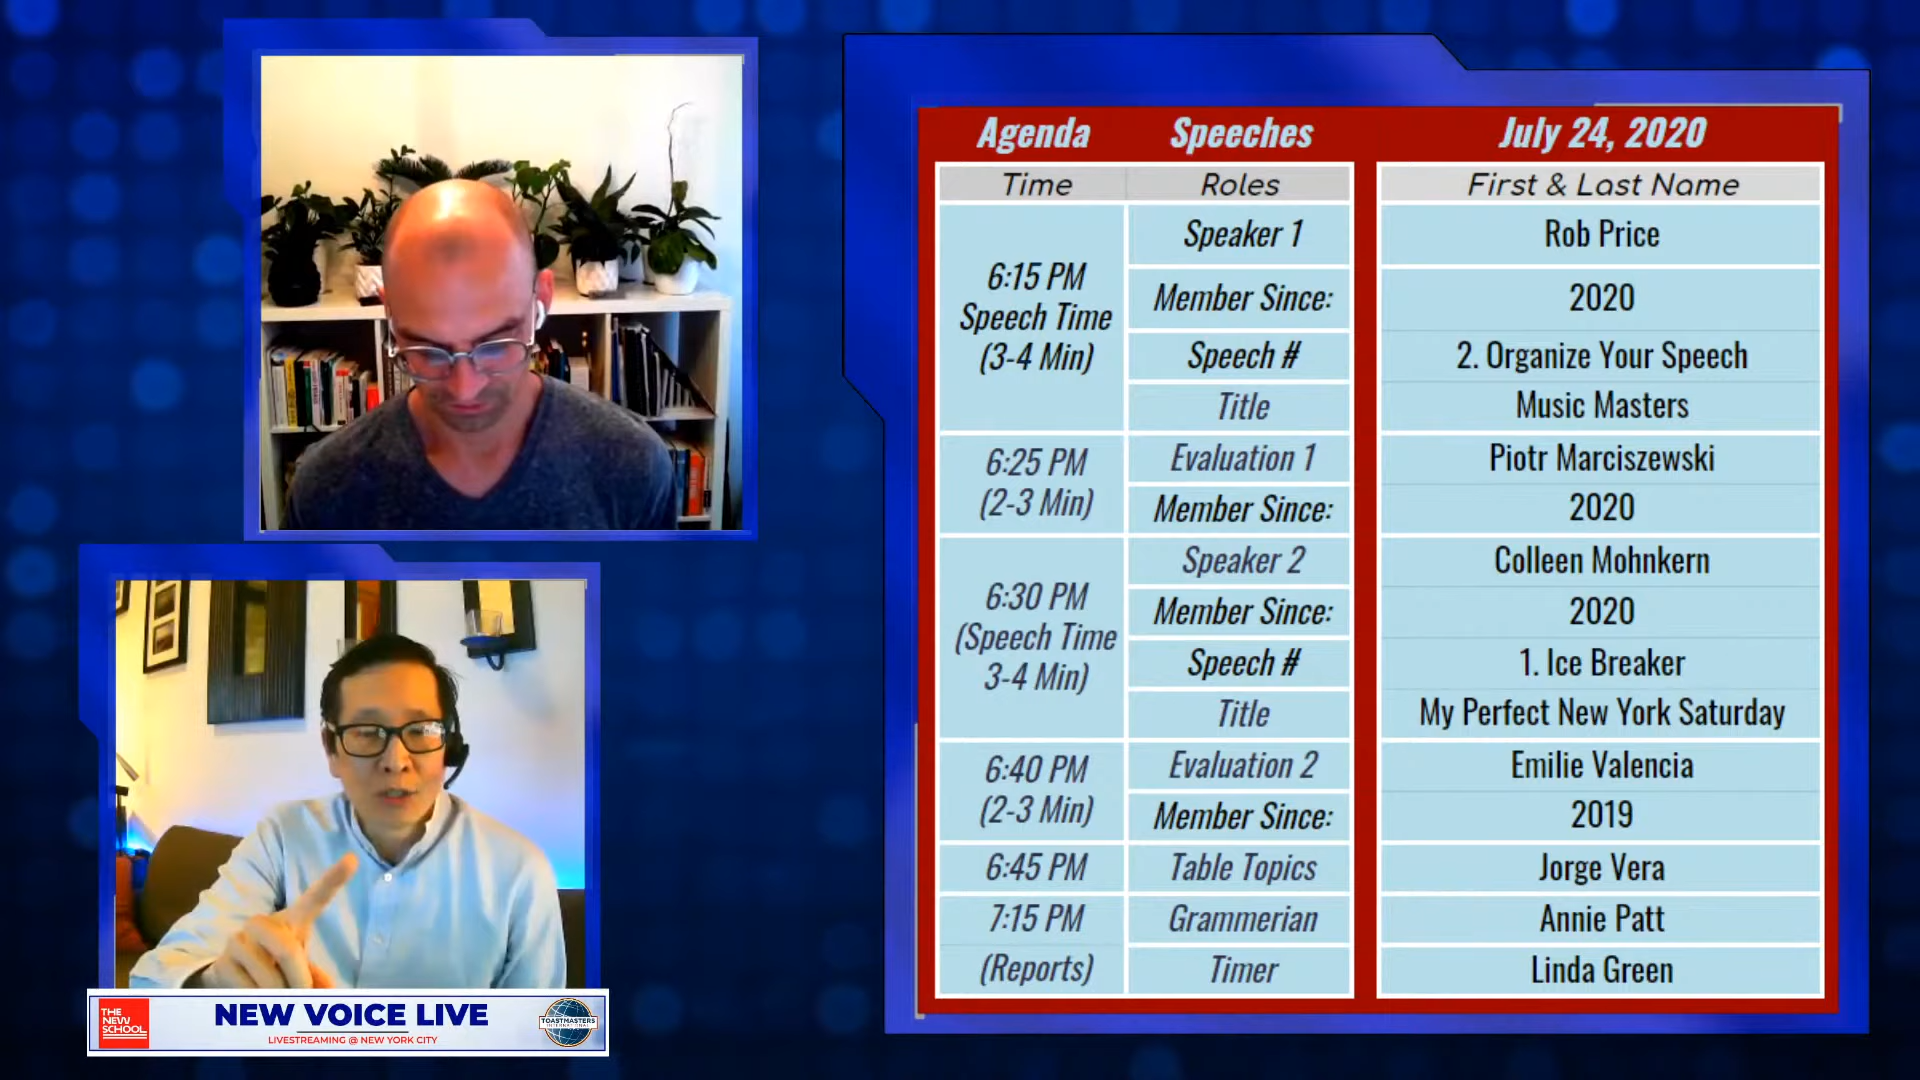 Agenda Speeches July 24, 2020
Time Roles First & Last Name
6:15 PM
Speech Time
(3-4 Min)
Speaker 1 Rob Price
Member Since: 2020
Speech # 2. Organize Your Speech
Title Music Masters
6:25 PM
(2-3 Min)
Evaluation 1 Piotr Marciszewski
Member Since: 2020
6:30 PM
(Speech Time
3-4 Min)
Speaker 2 Colleen Mohnkern
Member Since: 2020
Speech # 1. Ice Breaker
Title My Perfect New York Saturday
6:40 PM
(2-3 Min)
Evaluation 2 Emilie Valencia
Member Since: 2019
6:45 PM Table Topics Jorge Vera
7:15 PM Grammerian Annie Patt
(Reports) Timer Linda Green
THE
NEW
SCHOOL
NEW VOICE LIVE
LIVESTREAMING @ NEW YORK CITY
TOASTMASTERS
INTERNATIONAL